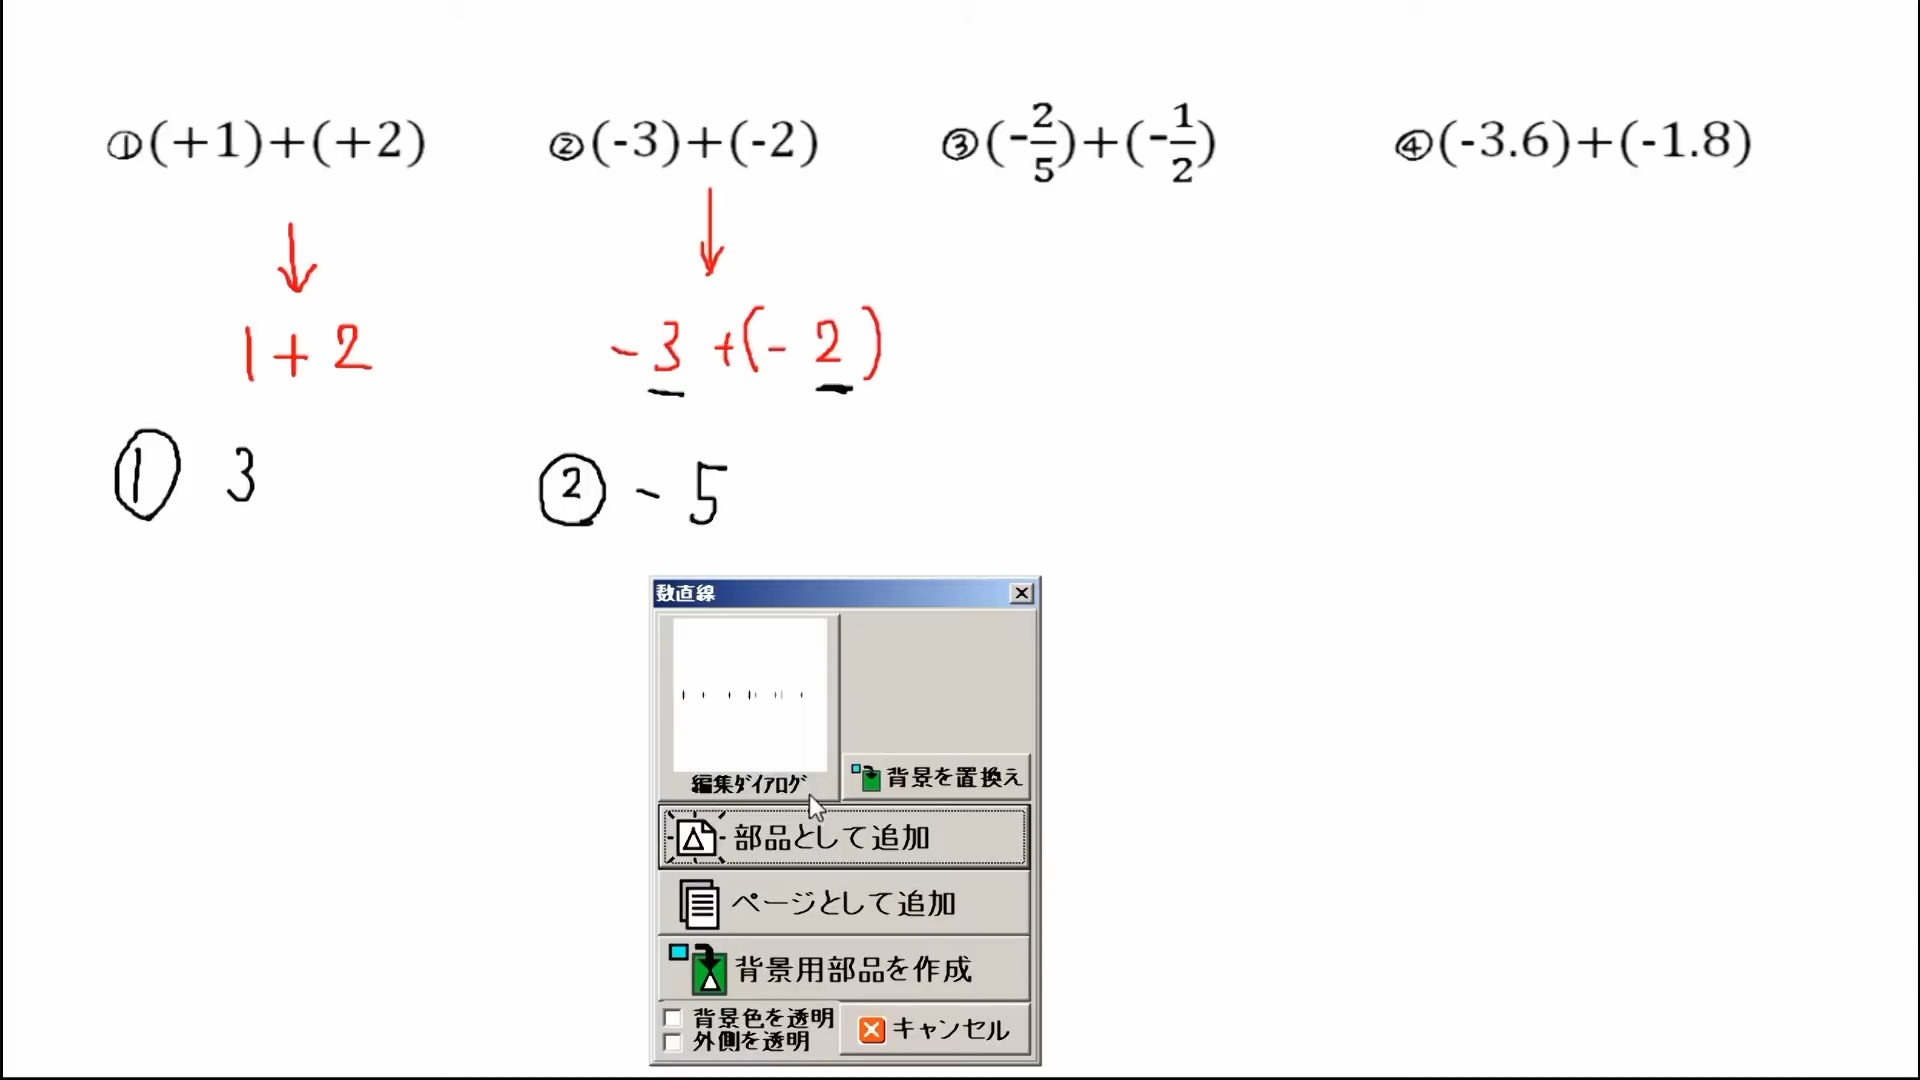 ①(+1)+(+2) ②(-3)+(-2) ③(-2/5)+(-1/2) ④(-3.6)+(-1.8)
1+2 -3+(-2)
① 3 ② -5
数直線
編集ダイアログ 背景を置換え
部品として追加
ページとして追加
背景用部品を作成
背景色を透明
外側を透明
キャンセル